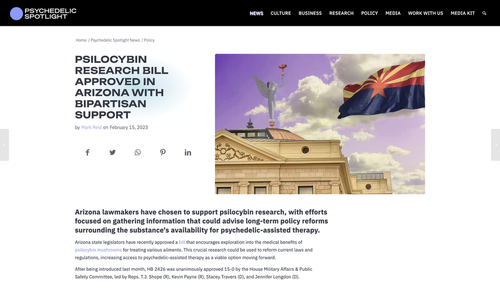 PSYCHEDELIC
SPOTLIGHT
NEWS CULTURE BUSINESS RESEARCH POLICY MEDIA WORK WITH US MEDIA KIT
Home / Psychedelic Spotlight News / Policy
PSILOCYBIN
RESEARCH BILL
APPROVED IN
ARIZONA WITH
BIPARTISAN
SUPPORT
by Mark Reid on February 15, 2023
Arizona lawmakers have chosen to support psilocybin research, with efforts
focused on gathering information that could advise long-term policy reforms
surrounding the substance's availability for psychedelic-assisted therapy.
Arizona state legislators have recently approved a bill that encourages exploration into the medical benefits of
psilocybin mushrooms for treating various ailments. This crucial research could be used to reform current laws and
regulations, increasing access to psychedelic-assisted therapy as a viable option moving forward.
After being introduced last month, HB 2426 was unanimously approved 15-0 by the House Military Affairs & Public
Safety Committee, led by Reps. T.J. Shope (R), Kevin Payne (R), Stacey Travers (D), and Jennifer Longdon (D).